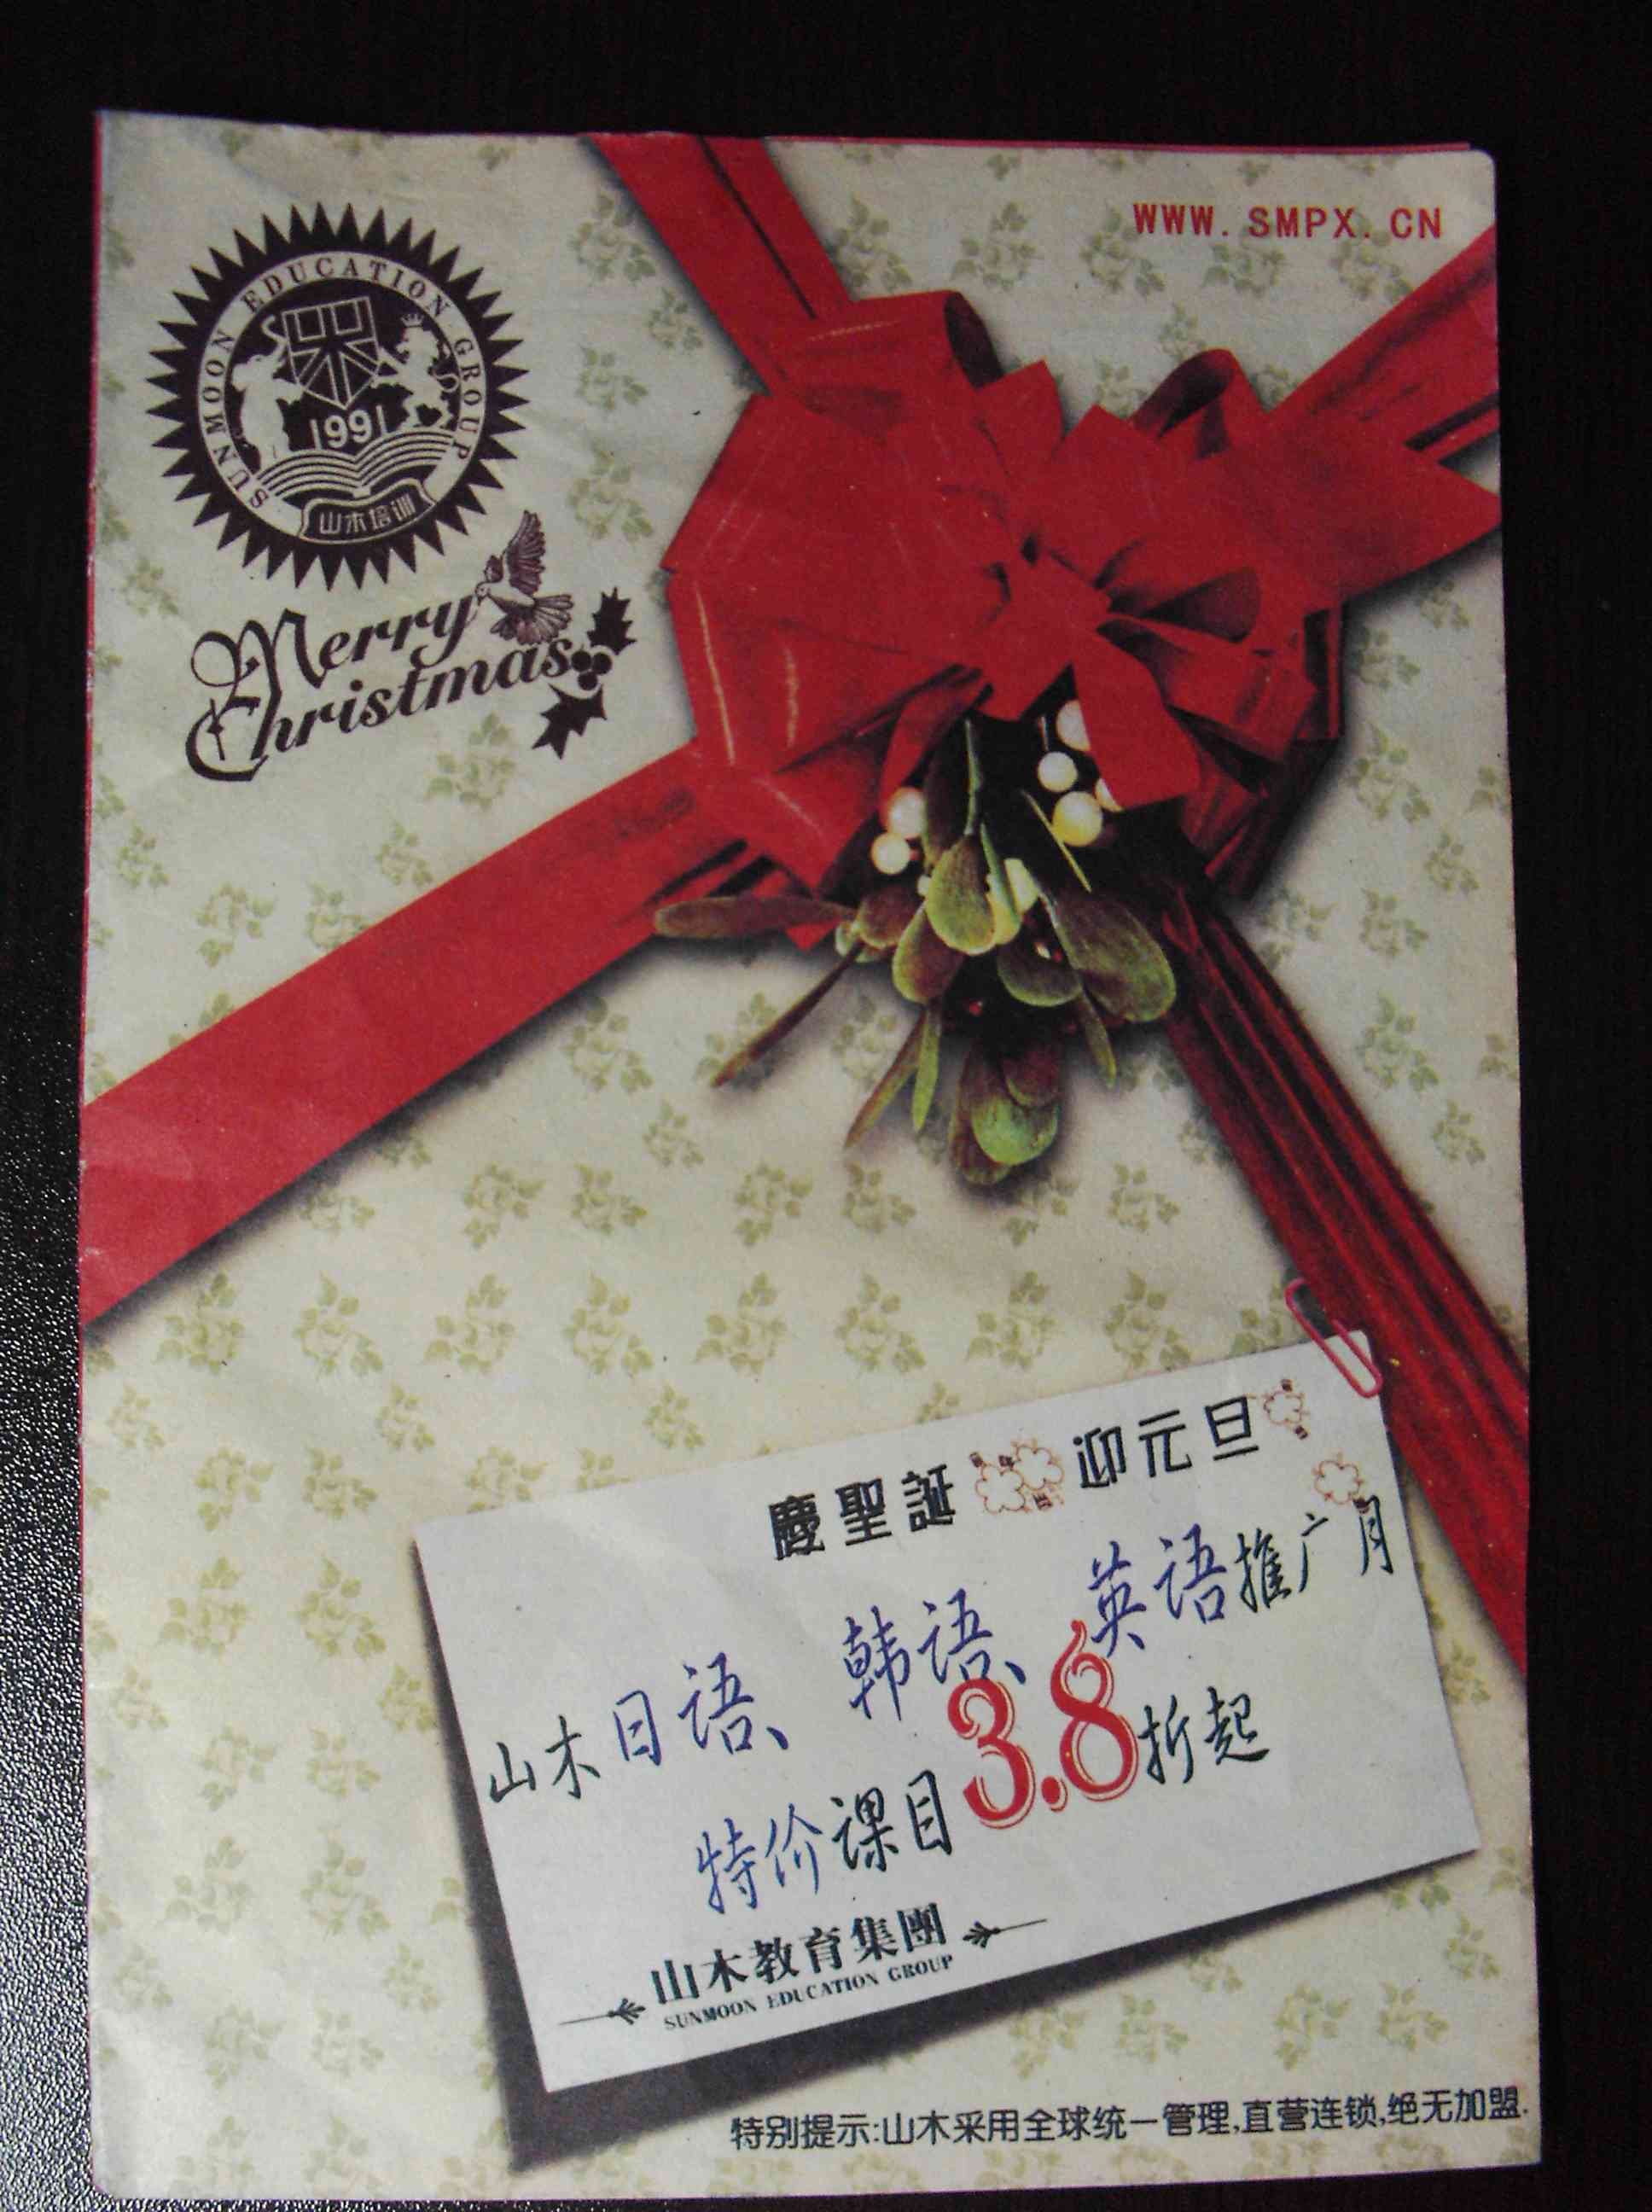 WWW. SMPX. CN
SUNMOON EDUCATION GROUP
1991
山木培训
Merry
Christmas
慶聖誕 迎元旦
山木日语、韩语、英语推广月
特价课目3.8折起
山木教育集團
SUNMOON EDUCATION GROUP
特别提示:山木采用全球统一管理,直营连锁,绝无加盟.